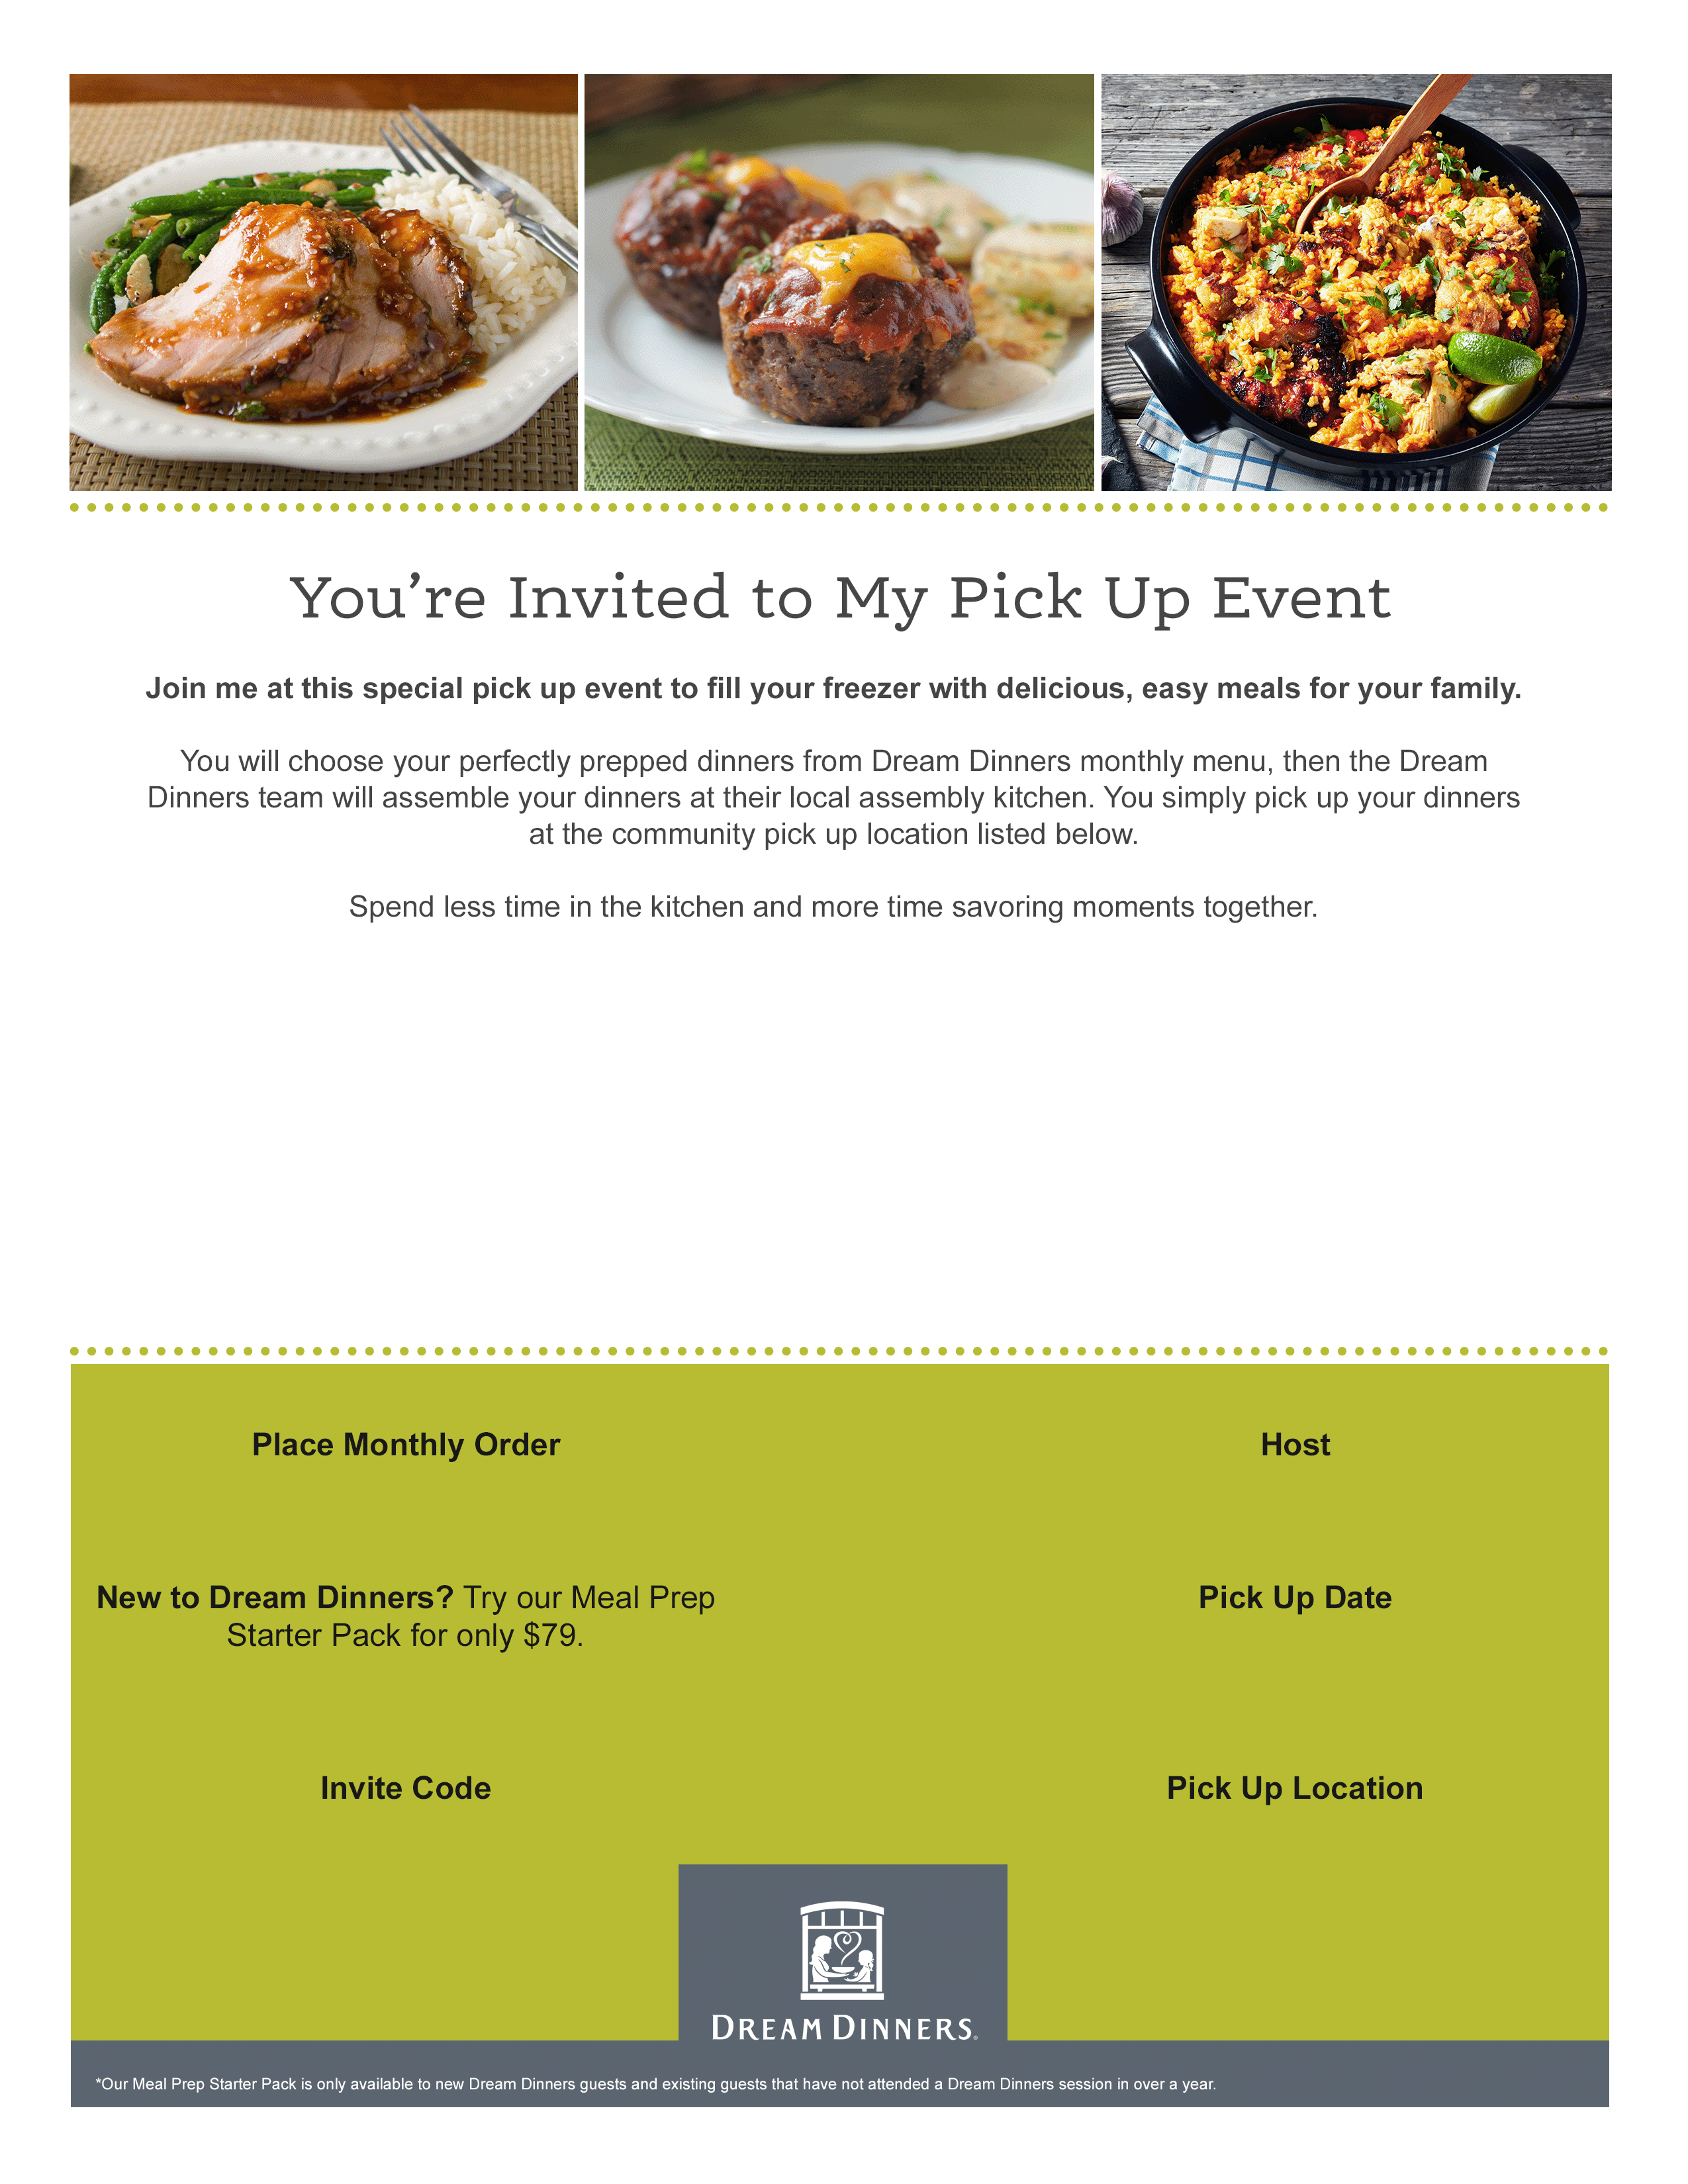 You’re Invited to My Pick Up Event
Join me at this special pick up event to fill your freezer with delicious, easy meals for your family.
You will choose your perfectly prepped dinners from Dream Dinners monthly menu, then the Dream
Dinners team will assemble your dinners at their local assembly kitchen. You simply pick up your dinners
at the community pick up location listed below.
Spend less time in the kitchen and more time savoring moments together.
Place Monthly Order
Host
New to Dream Dinners? Try our Meal Prep
Starter Pack for only $79.
Pick Up Date
Invite Code
Pick Up Location
DREAM DINNERS
*Our Meal Prep Starter Pack is only available to new Dream Dinners guests and existing guests that have not attended a Dream Dinners session in over a year.